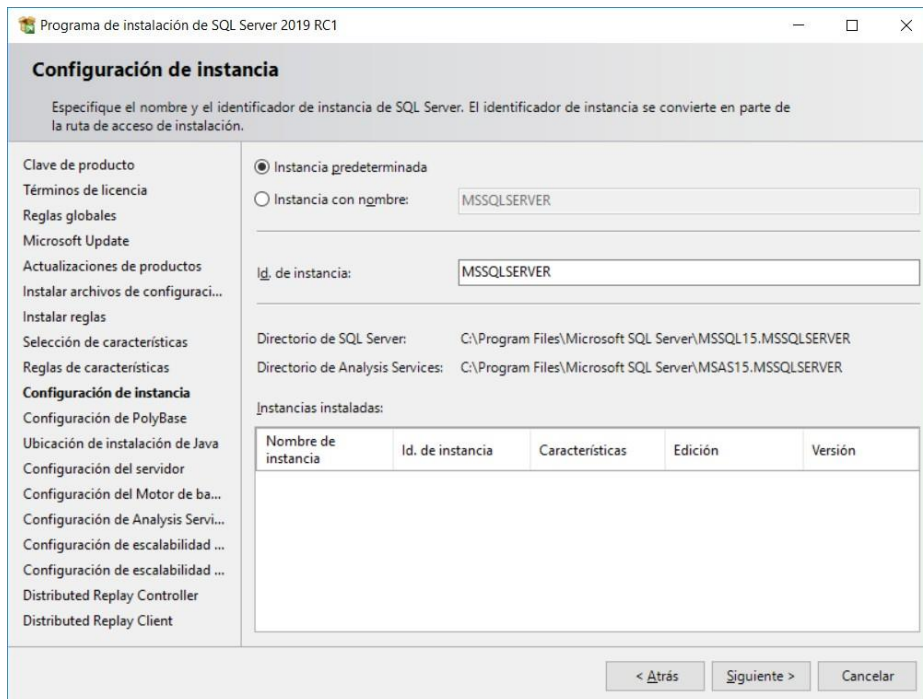 Programa de instalación de SQL Server 2019 RC1
Configuración de instancia
Especifique el nombre y el identificador de instancia de SQL Server. El identificador de instancia se convierte en parte de
la ruta de acceso de instalación.
Clave de producto
Términos de licencia
Reglas globales
Microsoft Update
Actualizaciones de productos
Instalar archivos de configuraci...
Instalar reglas
Selección de características
Reglas de características
Configuración de instancia
Configuración de PolyBase
Ubicación de instalación de Java
Configuración del servidor
Configuración del Motor de ba...
Configuración de Analysis Servi...
Configuración de escalabilidad ...
Configuración de escalabilidad ...
Distributed Replay Controller
Distributed Replay Client
Instancia predeterminada
Instancia con nombre: MSSQLSERVER
Id. de instancia: MSSQLSERVER
Directorio de SQL Server: C:\Program Files\Microsoft SQL Server\MSSQL15.MSSQLSERVER
Directorio de Analysis Services: C:\Program Files\Microsoft SQL Server\MSAS15.MSSQLSERVER
Instancias instaladas:
Nombre de
instancia
Id. de instancia
Características
Edición
Versión
< Atrás
Siguiente >
Cancelar